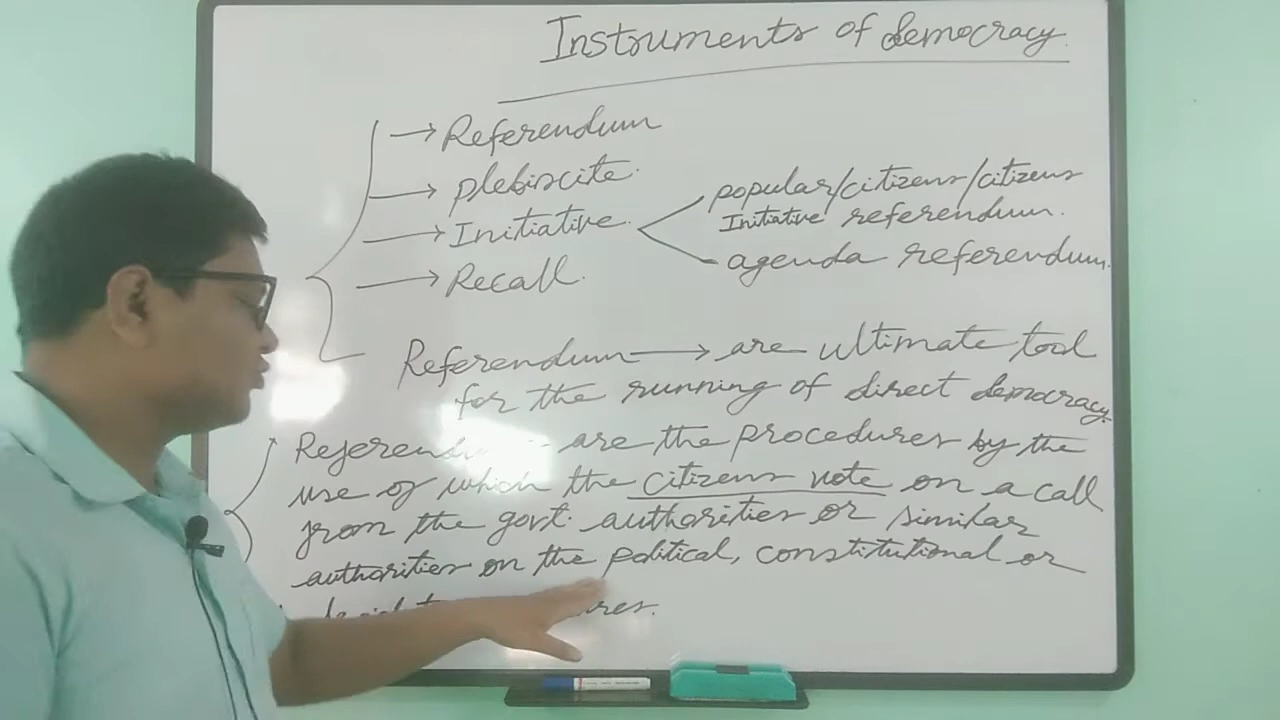 Instruments of democracy.
→ Referendum
→ plebiscite.
→ Initiative.
popular/citizens/citizens
Initiative referendum.
agenda referendum.
→ Recall.
Referendum → are ultimate tool
for the running of direct democracy.
are the procedures by the
use of which the citizens vote on a call
from the govt. authorities or similar
authorities on the political, constitutional or